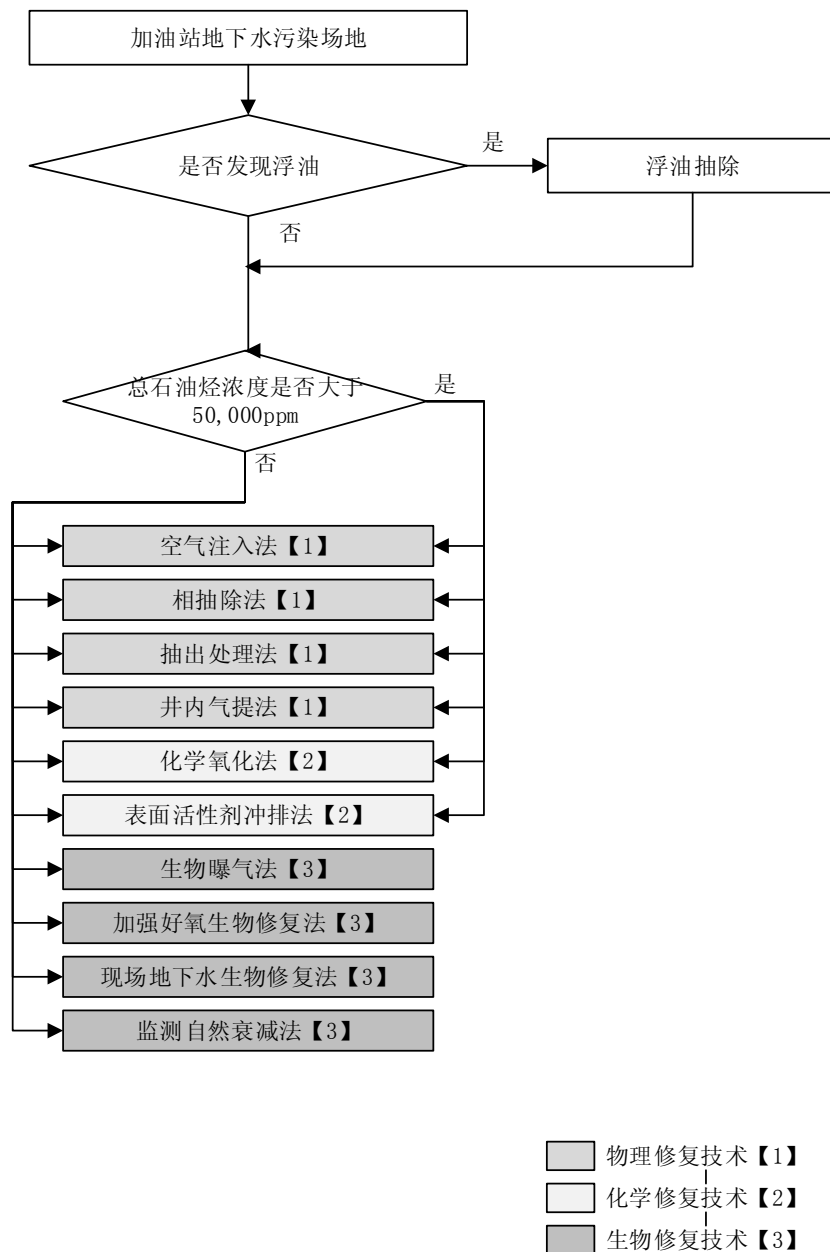 加油站地下水污染场地
是否发现浮油
是
浮油抽除
否
总石油烃浓度是否大于
50,000ppm
是
否
空气注入法【1】
相抽除法【1】
抽出处理法【1】
井内气提法【1】
化学氧化法【2】
表面活性剂冲排法【2】
生物曝气法【3】
加强好氧生物修复法【3】
现场地下水生物修复法【3】
监测自然衰减法【3】
物理修复技术【1】
化学修复技术【2】
生物修复技术【3】